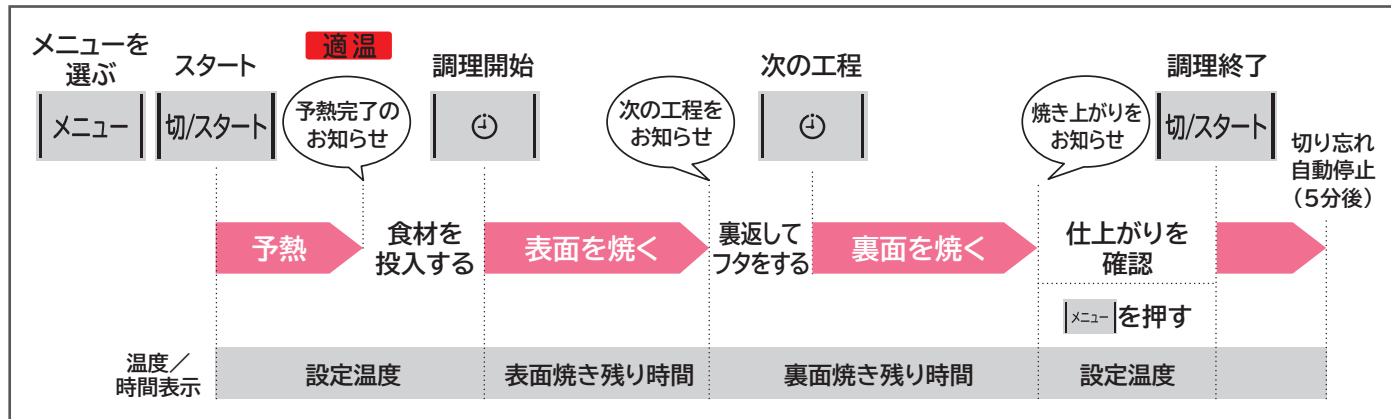 メニューを
選ぶ
スタート
適温
調理開始
次の工程
調理終了
メニュー
切/スタート
予熱完了の
お知らせ
次の工程を
お知らせ
焼き上がりを
お知らせ
切/スタート
切り忘れ
自動停止
（5分後）
予熱
食材を
投入する
表面を焼く
裏返して
フタをする
裏面を焼く
仕上がりを
確認
メニュー を押す
温度／
時間表示
設定温度
表面焼き残り時間
裏面焼き残り時間
設定温度